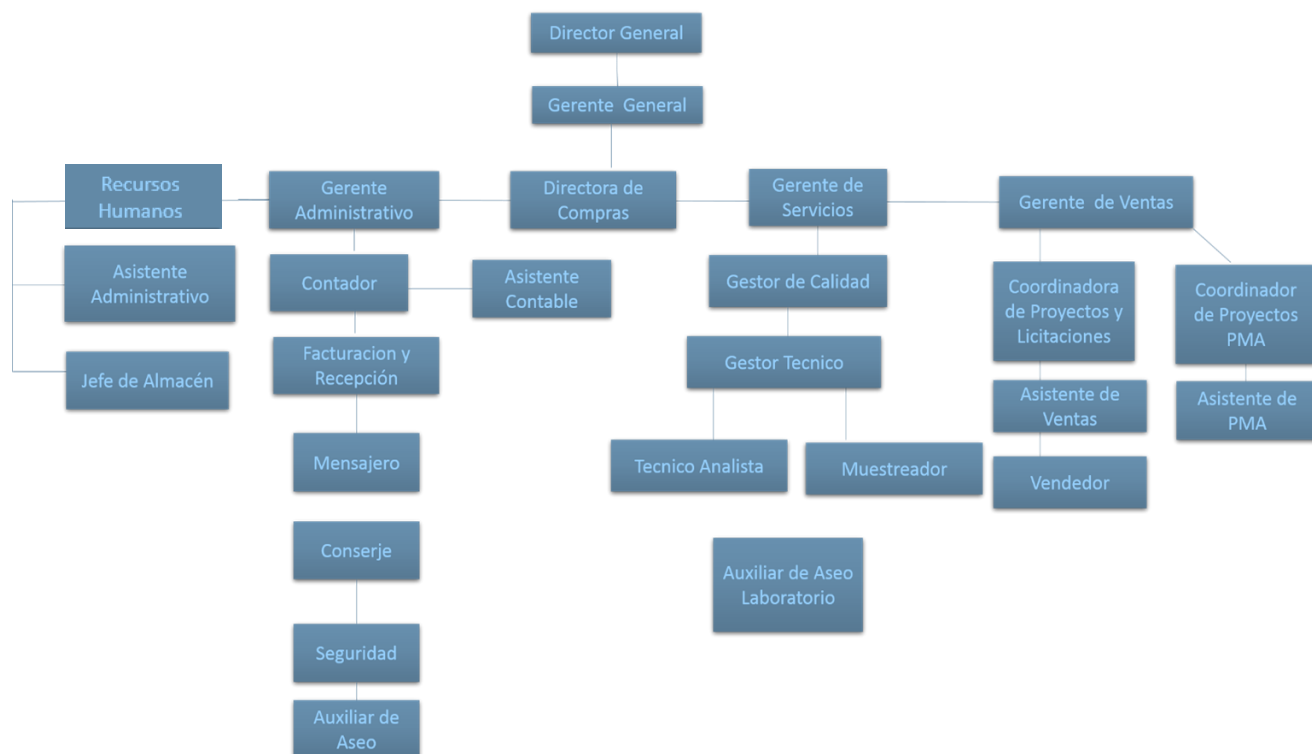 Director General
Gerente General
Recursos
Humanos
Gerente
Administrativo
Directora de
Compras
Gerente de
Servicios
Gerente de Ventas
Asistente
Administrativo
Contador
Asistente
Contable
Gestor de Calidad
Coordinadora
de Proyectos y
Licitaciones
Coordinador
de Proyectos
PMA
Jefe de Almacén
Facturacion y
Recepción
Gestor Tecnico
Asistente de
Ventas
Asistente de
PMA
Mensajero
Tecnico Analista
Muestreador
Vendedor
Conserje
Auxiliar de Aseo
Laboratorio
Seguridad
Auxiliar de
Aseo